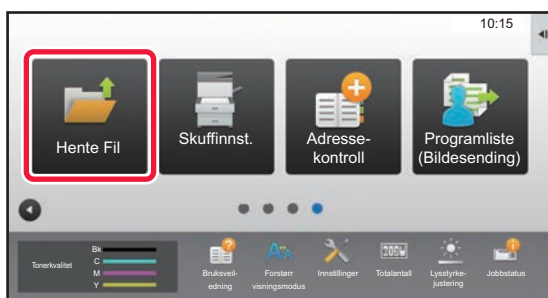 10:15
Hente Fil
Skuffinnst.
Adresse-
kontroll
Programliste
(Bildesending)
Tonerkvalitet
Bk
C
M
Y
Bruksveil-
edning
Forstørr
visningsmodus
Innstillinger
Totalantall
Lysstyrke-
justering
Jobbstatus